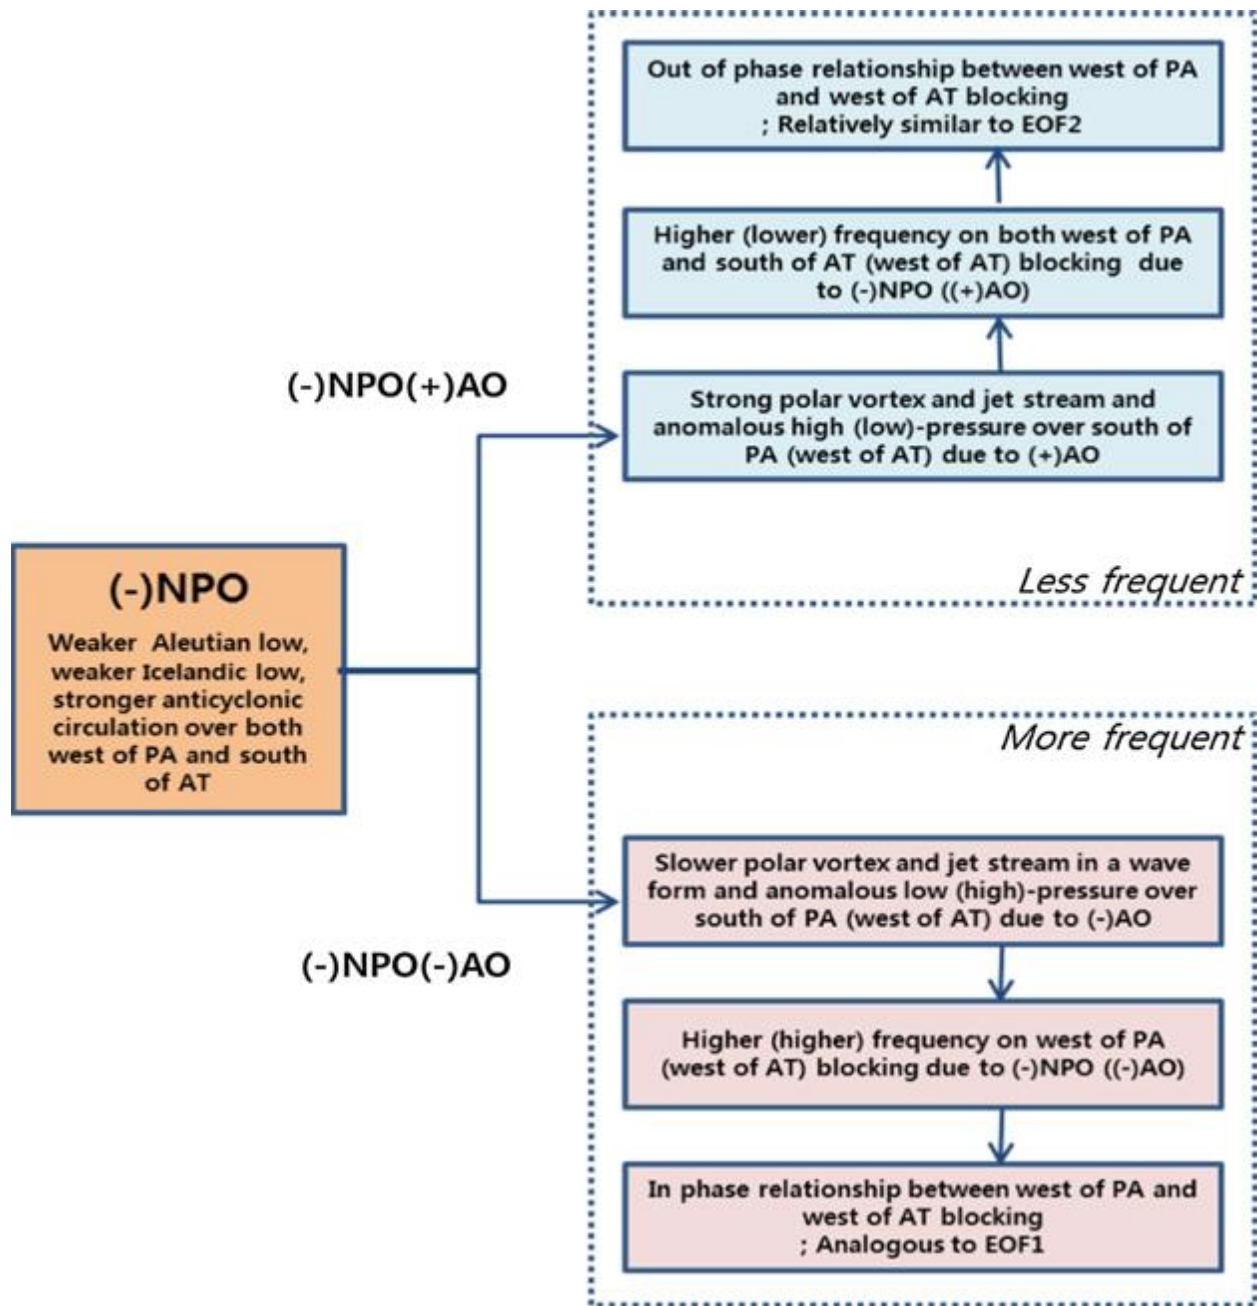 Out of phase relationship between west of PA
and west of AT blocking
; Relatively similar to EOF2
Higher (lower) frequency on both west of PA
and south of AT (west of AT) blocking due
to (-)NPO ((+)AO)
(-)NPO(+)AO
Strong polar vortex and jet stream and
anomalous high (low)-pressure over south of
PA (west of AT) due to (+)AO
Less frequent
(-)NPO
Weaker Aleutian low,
weaker Icelandic low,
stronger anticyclonic
circulation over both
west of PA and south
of AT
More frequent
Slower polar vortex and jet stream in a wave
form and anomalous low (high)-pressure over
south of PA (west of AT) due to (-)AO
(-)NPO(-)AO
Higher (higher) frequency on west of PA
(west of AT) blocking due to (-)NPO ((-)AO)
In phase relationship between west of PA and
west of AT blocking
; Analogous to EOF1